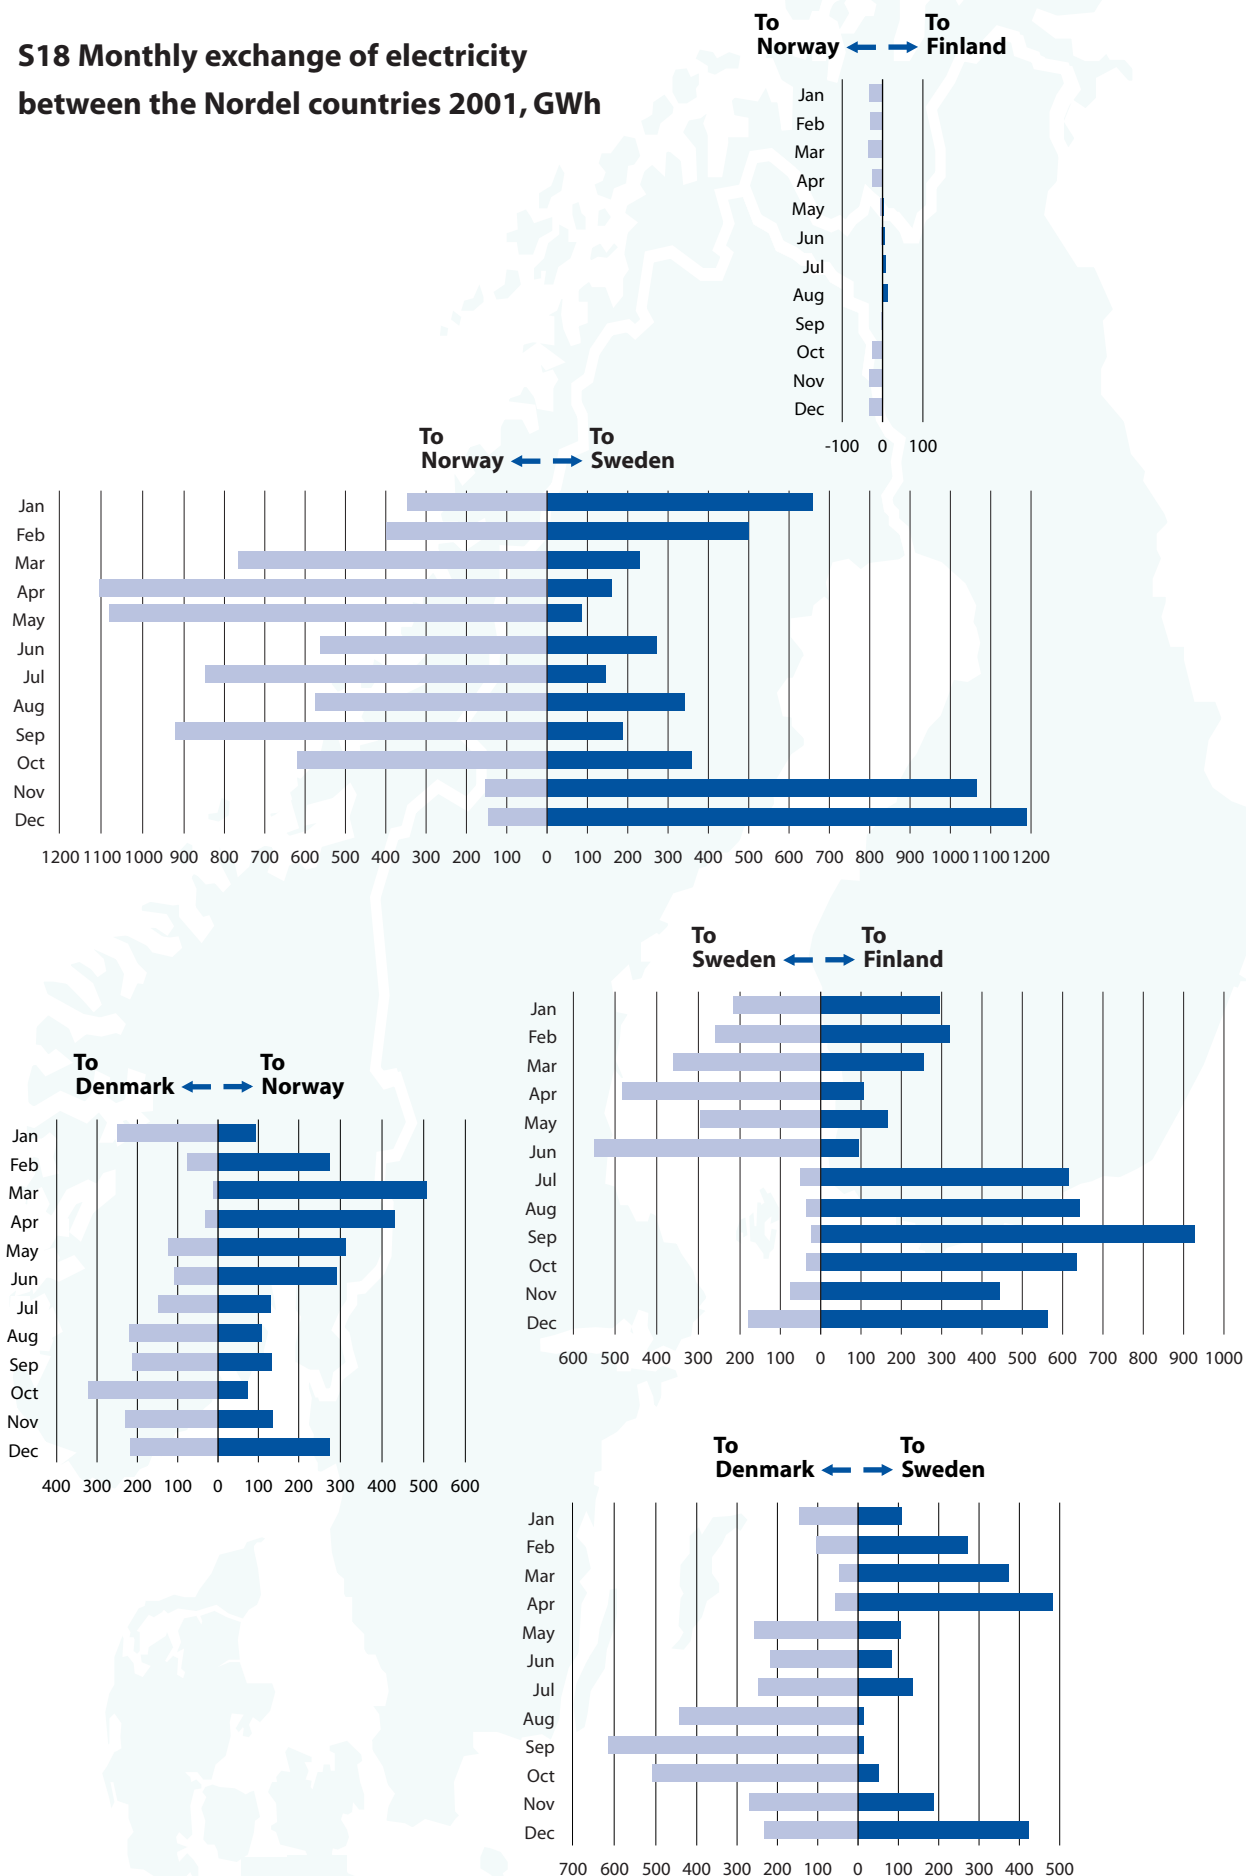 S18 Monthly exchange of electricity
between the Nordel countries 2001, GWh
To To
Norway Finland
Jan
Feb
Mar
Apr
May
Jun
Jul
Aug
Sep
Oct
Nov
Dec
-100 0 100
To To
Norway Sweden
Jan
Feb
Mar
Apr
May
Jun
Jul
Aug
Sep
Oct
Nov
Dec
1200 1100 1000 900 800 700 600 500 400 300 200 100 0 100 200 300 400 500 600 700 800 900 1000 1100 1200
To To
Sweden Finland
Jan
Feb
Mar
Apr
May
Jun
Jul
Aug
Sep
Oct
Nov
Dec
600 500 400 300 200 100 0 100 200 300 400 500 600 700 800 900 1000
To To
Denmark Norway
Jan
Feb
Mar
Apr
May
Jun
Jul
Aug
Sep
Oct
Nov
Dec
400 300 200 100 0 100 200 300 400 500 600
To To
Denmark Sweden
Jan
Feb
Mar
Apr
May
Jun
Jul
Aug
Sep
Oct
Nov
Dec
700 600 500 400 300 200 100 0 100 200 300 400 500